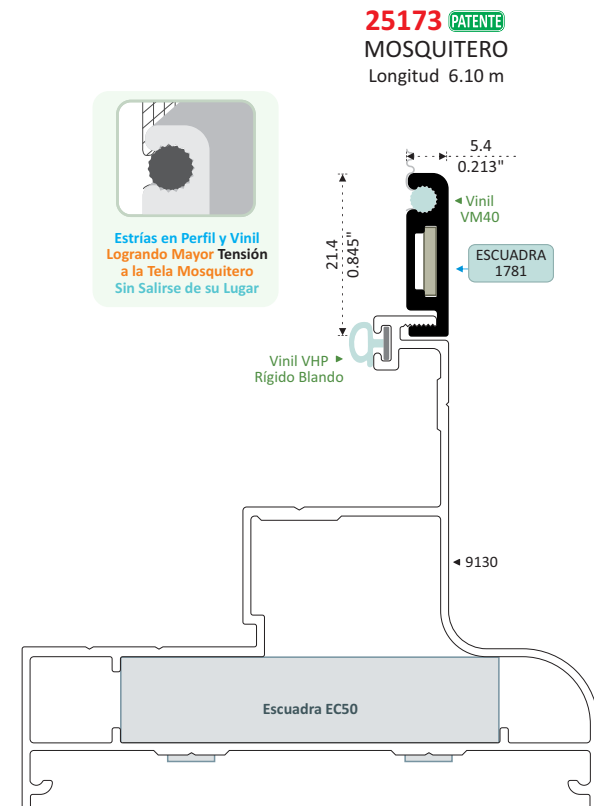 25173 PATENTE
MOSQUITERO
Longitud 6.10 m
5.4
0.213"
Estrías en Perfil y Vinil
Logrando Mayor Tensión
a la Tela Mosquitero
Sin Salirse de su Lugar
21.4
0.845"
Vinil
VM40
ESCUADRA
1781
Vinil VHP
Rígido Blando
9130
Escuadra EC50